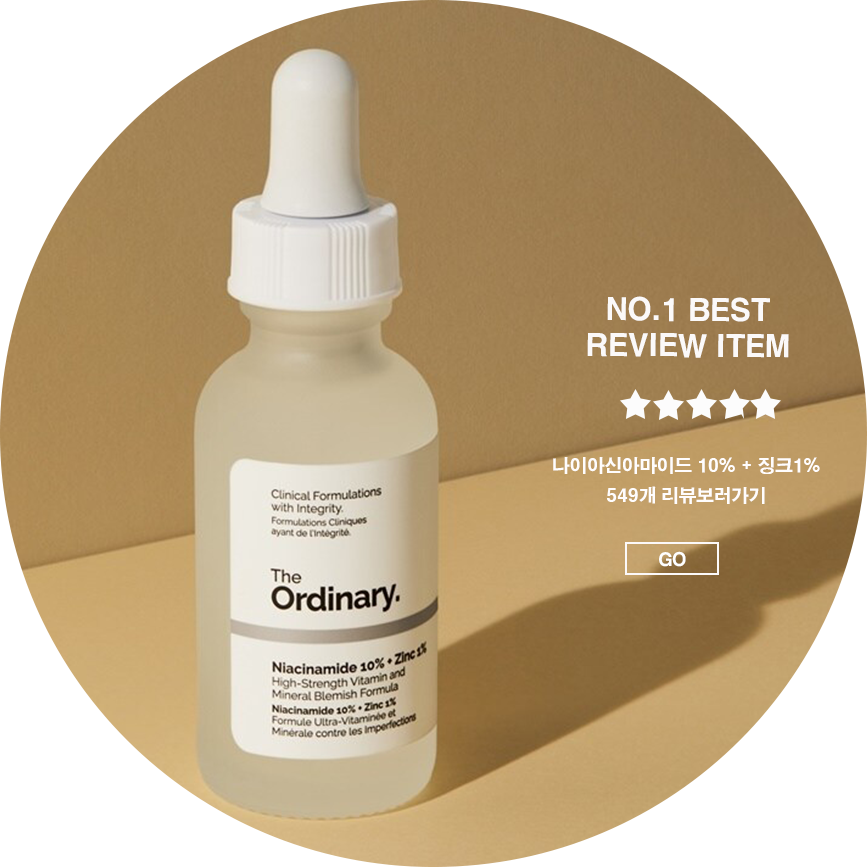 NO.1 BEST
REVIEW ITEM
나이아신아마이드 10% + 징크1%
549개 리뷰보러가기
GO
Clinical Formulations
with Integrity.
Formulations Cliniques
ayant de l'Intégrité.
The
Ordinary.
Niacinamide 10% + Zinc 1%
High-Strength Vitamin and
Mineral Blemish Formula
Niacinamide 10% + Zinc 1%
Formule Ultra-Vitaminée et
Minérale contre les Imperfections